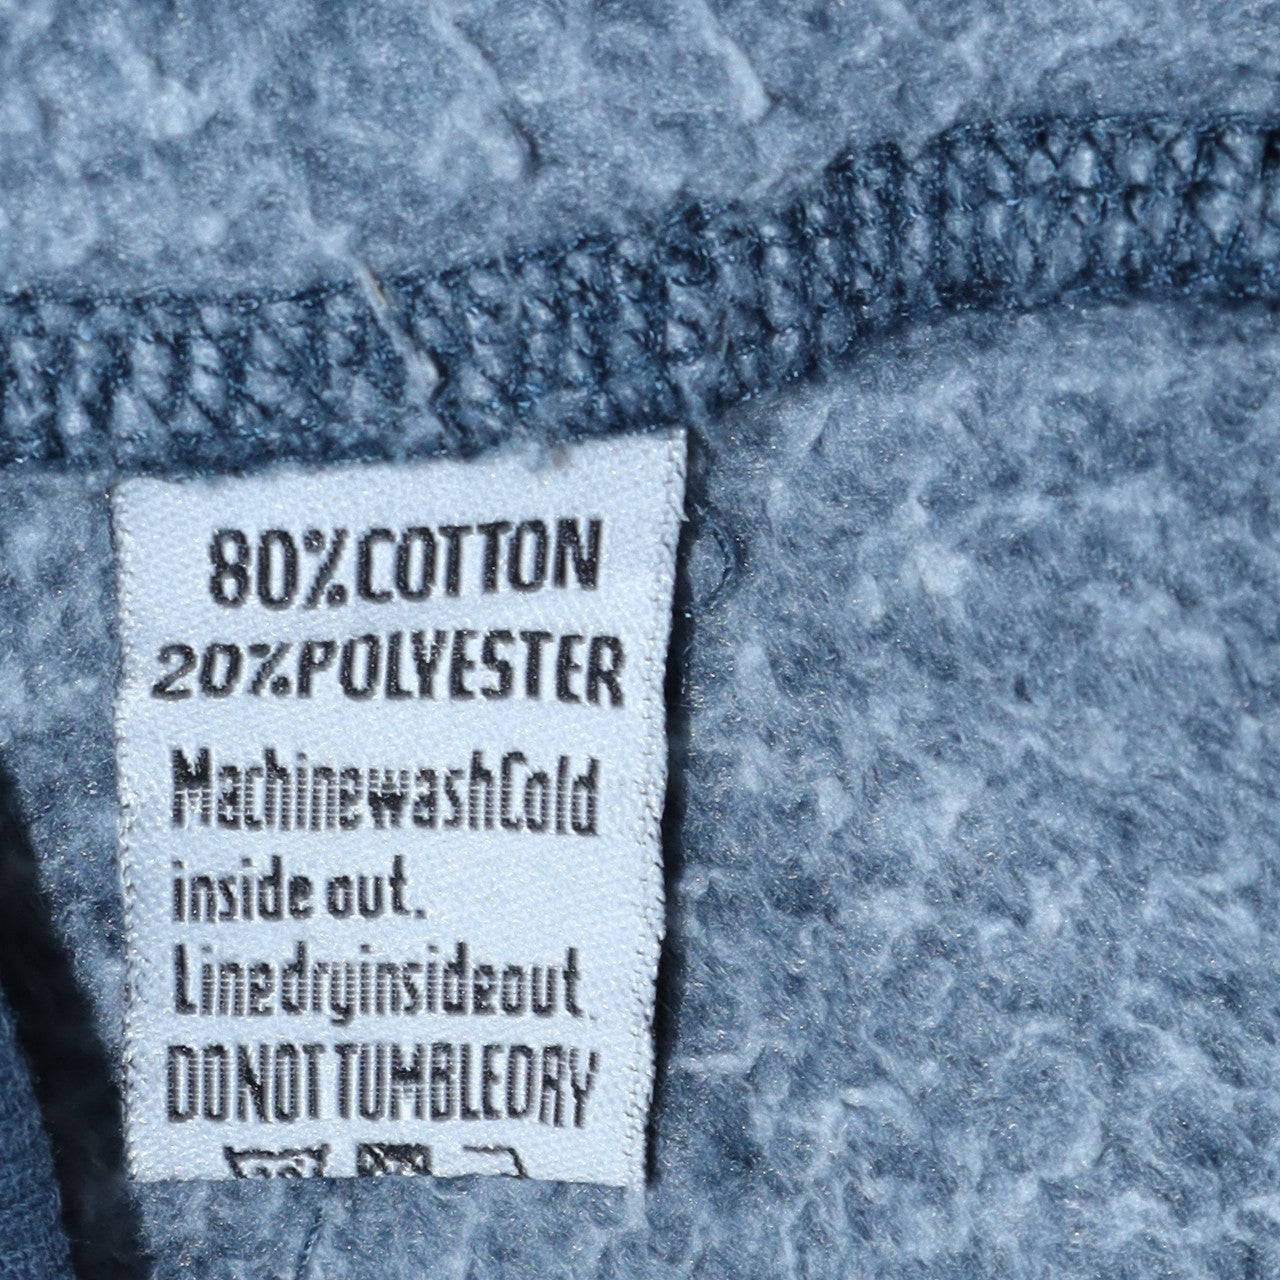 80%COTTON
20%POLYESTER
MachinewashCold
inside out.
Linedryinsideout.
DONOTTUMBLEDRY